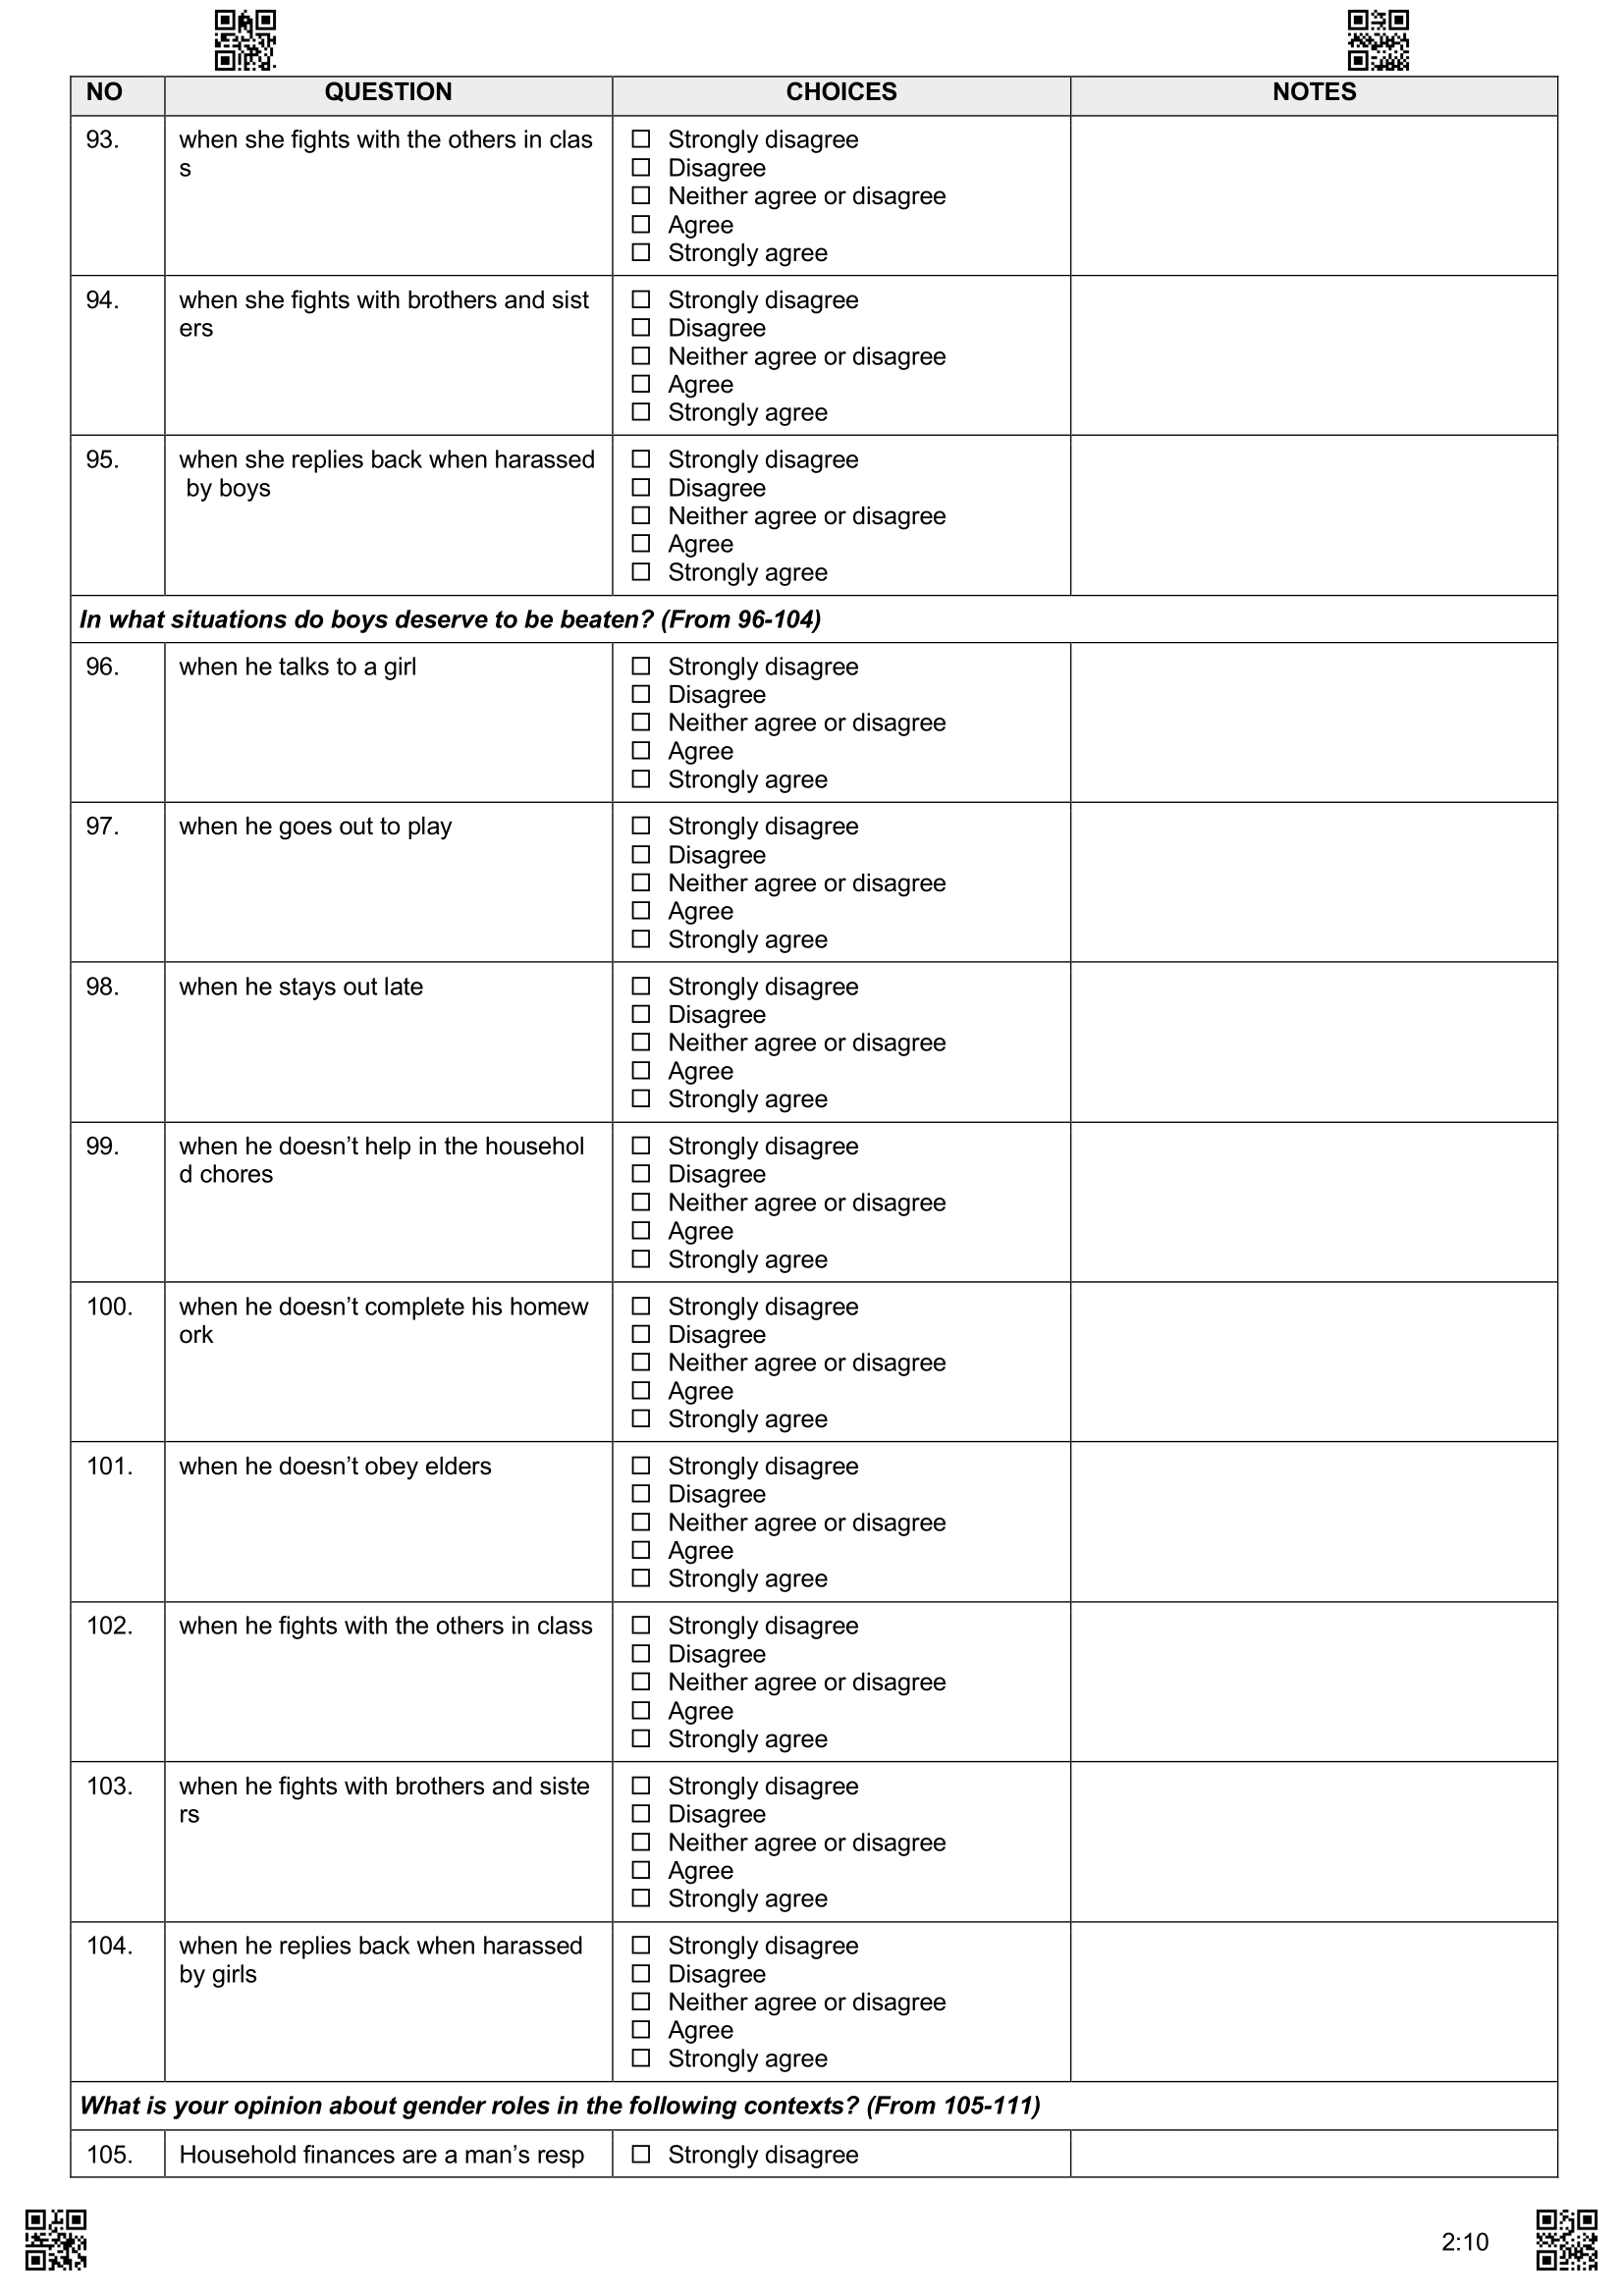 NO QUESTION CHOICES NOTES
93. when she fights with the others in clas
s
☐ Strongly disagree
☐ Disagree
☐ Neither agree or disagree
☐ Agree
☐ Strongly agree
94. when she fights with brothers and sist
ers
☐ Strongly disagree
☐ Disagree
☐ Neither agree or disagree
☐ Agree
☐ Strongly agree
95. when she replies back when harassed
by boys
☐ Strongly disagree
☐ Disagree
☐ Neither agree or disagree
☐ Agree
☐ Strongly agree
In what situations do boys deserve to be beaten? (From 96-104)
96. when he talks to a girl
☐ Strongly disagree
☐ Disagree
☐ Neither agree or disagree
☐ Agree
☐ Strongly agree
97. when he goes out to play
☐ Strongly disagree
☐ Disagree
☐ Neither agree or disagree
☐ Agree
☐ Strongly agree
98. when he stays out late
☐ Strongly disagree
☐ Disagree
☐ Neither agree or disagree
☐ Agree
☐ Strongly agree
99. when he doesn’t help in the househol
d chores
☐ Strongly disagree
☐ Disagree
☐ Neither agree or disagree
☐ Agree
☐ Strongly agree
100. when he doesn’t complete his homew
ork
☐ Strongly disagree
☐ Disagree
☐ Neither agree or disagree
☐ Agree
☐ Strongly agree
101. when he doesn’t obey elders
☐ Strongly disagree
☐ Disagree
☐ Neither agree or disagree
☐ Agree
☐ Strongly agree
102. when he fights with the others in class
☐ Strongly disagree
☐ Disagree
☐ Neither agree or disagree
☐ Agree
☐ Strongly agree
103. when he fights with brothers and siste
rs
☐ Strongly disagree
☐ Disagree
☐ Neither agree or disagree
☐ Agree
☐ Strongly agree
104. when he replies back when harassed
by girls
☐ Strongly disagree
☐ Disagree
☐ Neither agree or disagree
☐ Agree
☐ Strongly agree
What is your opinion about gender roles in the following contexts? (From 105-111)
105. Household finances are a man’s resp
☐ Strongly disagree
2:10